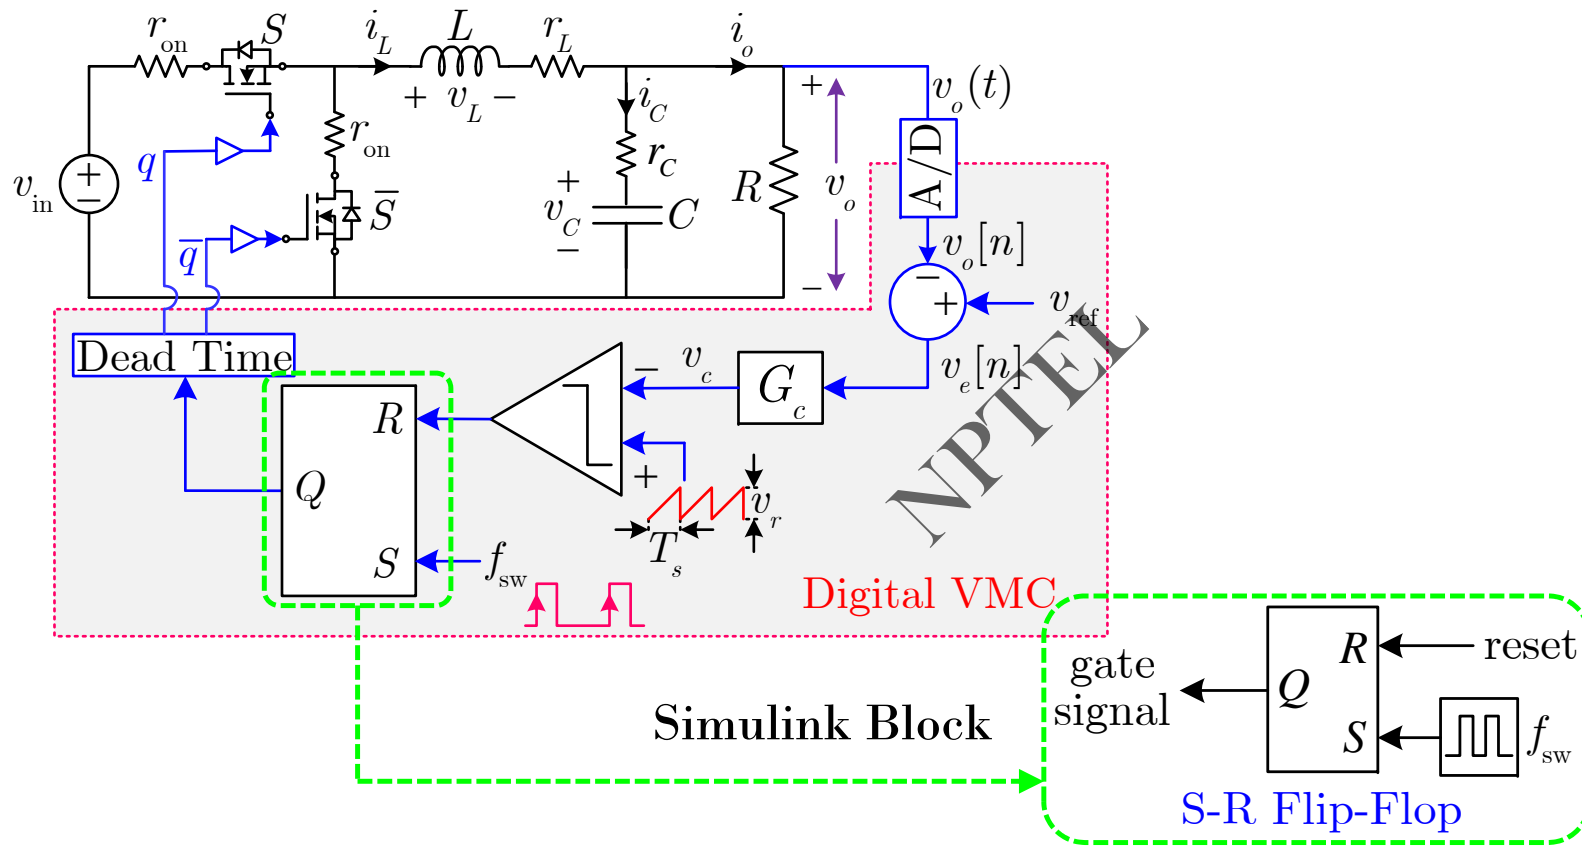 r_on
S
i_L
L
r_L
i_o
+ v_L −
v_o(t)
i_C
+
q
r_on
r_C
A/D
v_in
+
−
S̅
+
v_C
−
C
R
v_o
q̅
−
v_o[n]
−
+
v_ref
Dead Time
v_c
−
G_c
v_e[n]
R
Q
+
v_r
T_s
S
f_sw
Digital VMC
NPTEL
gate
signal
Q
R
reset
S
f_sw
Simulink Block
S-R Flip-Flop